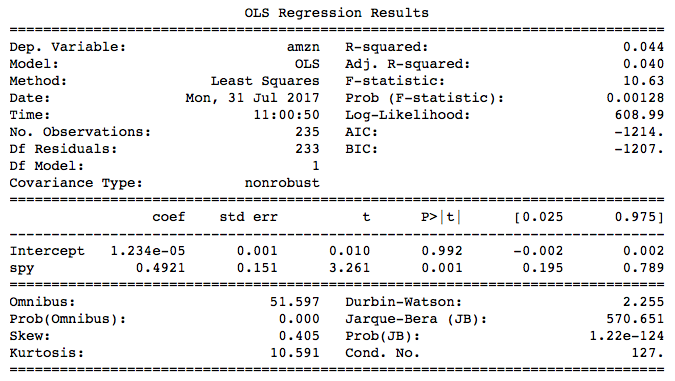 OLS Regression Results
==============================================================================
Dep. Variable: amzn R-squared: 0.044
Model: OLS Adj. R-squared: 0.040
Method: Least Squares F-statistic: 10.63
Date: Mon, 31 Jul 2017 Prob (F-statistic): 0.00128
Time: 11:00:50 Log-Likelihood: 608.99
No. Observations: 235 AIC: -1214.
Df Residuals: 233 BIC: -1207.
Df Model: 1
Covariance Type: nonrobust
==============================================================================
coef std err t P>|t| [0.025 0.975]
------------------------------------------------------------------------------
Intercept 1.234e-05 0.001 0.010 0.992 -0.002 0.002
spy 0.4921 0.151 3.261 0.001 0.195 0.789
==============================================================================
Omnibus: 51.597 Durbin-Watson: 2.255
Prob(Omnibus): 0.000 Jarque-Bera (JB): 570.651
Skew: 0.405 Prob(JB): 1.22e-124
Kurtosis: 10.591 Cond. No. 127.
==============================================================================